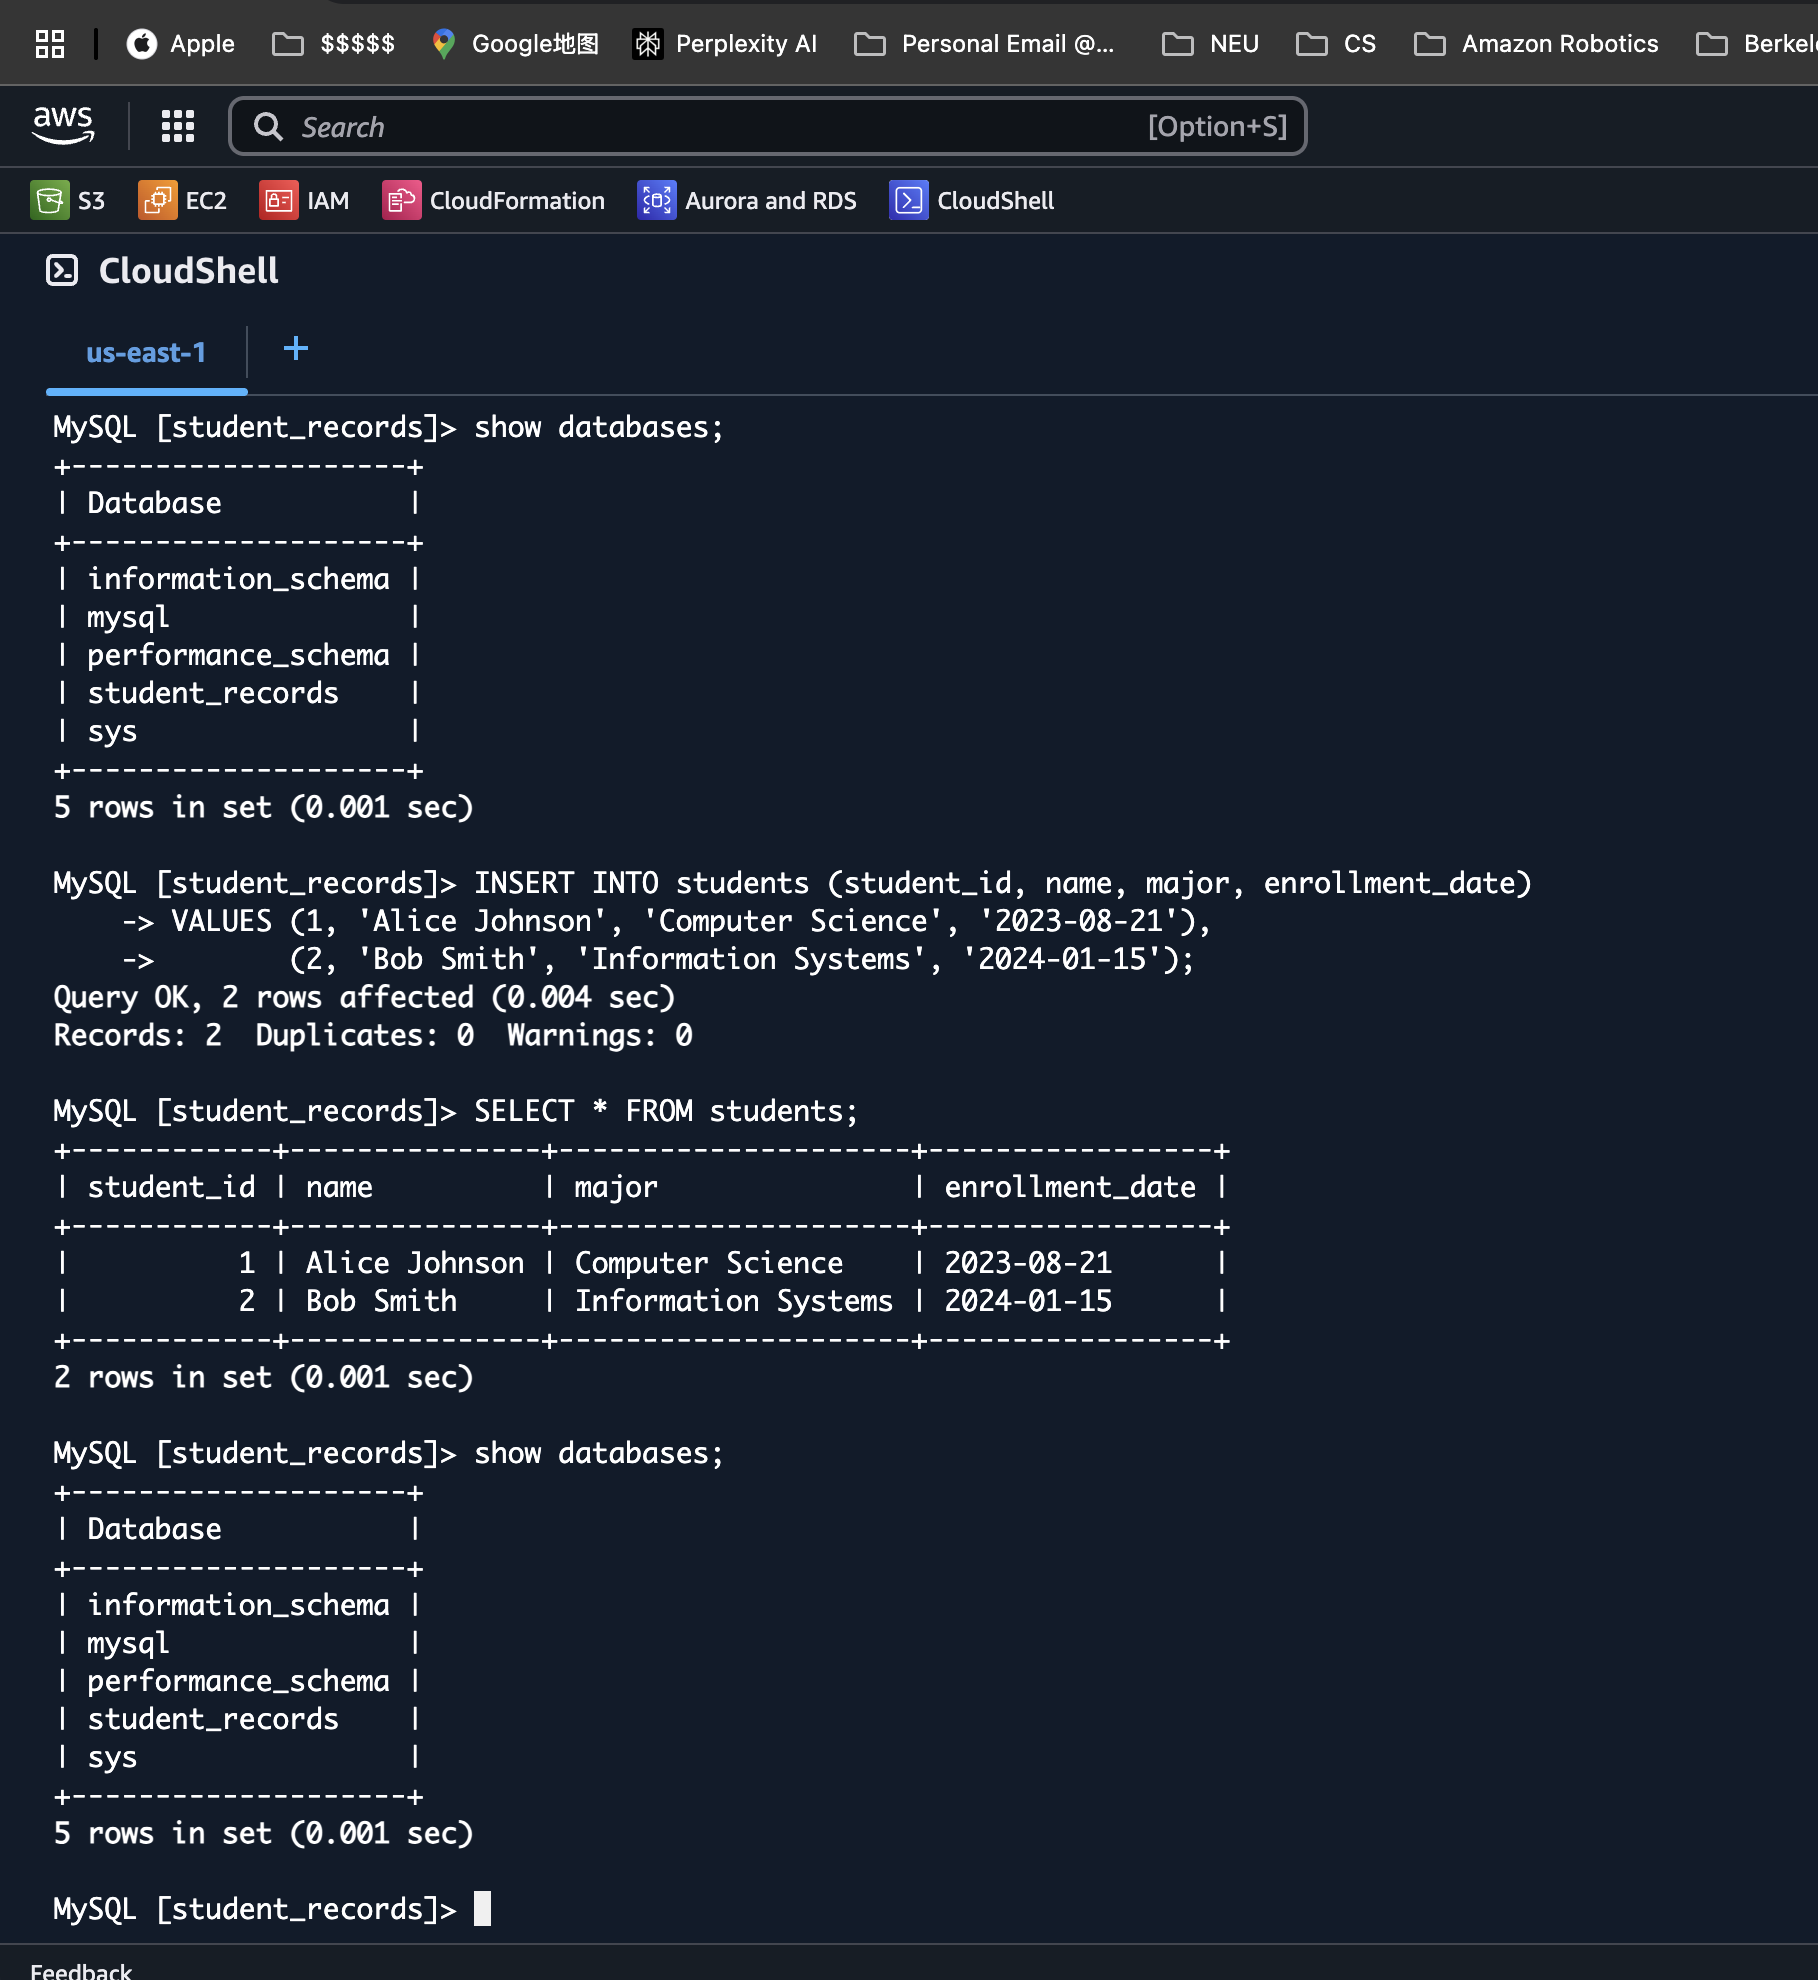 Apple $$$$$ Google地图 Perplexity AI Personal Email @... NEU CS Amazon Robotics
aws Search [Option+S]
S3 EC2 IAM CloudFormation Aurora and RDS CloudShell
CloudShell
us-east-1 +
MySQL [student_records]> show databases;
+--------------------+
| Database           |
+--------------------+
| information_schema |
| mysql              |
| performance_schema |
| student_records    |
| sys                |
+--------------------+
5 rows in set (0.001 sec)
MySQL [student_records]> INSERT INTO students (student_id, name, major, enrollment_date)
    -> VALUES (1, 'Alice Johnson', 'Computer Science', '2023-08-21'),
    ->        (2, 'Bob Smith', 'Information Systems', '2024-01-15');
Query OK, 2 rows affected (0.004 sec)
Records: 2  Duplicates: 0  Warnings: 0
MySQL [student_records]> SELECT * FROM students;
+------------+---------------+---------------------+-----------------+
| student_id | name          | major               | enrollment_date |
+------------+---------------+---------------------+-----------------+
|          1 | Alice Johnson | Computer Science    | 2023-08-21      |
|          2 | Bob Smith     | Information Systems | 2024-01-15      |
+------------+---------------+---------------------+-----------------+
2 rows in set (0.001 sec)
MySQL [student_records]> show databases;
+--------------------+
| Database           |
+--------------------+
| information_schema |
| mysql              |
| performance_schema |
| student_records    |
| sys                |
+--------------------+
5 rows in set (0.001 sec)
MySQL [student_records]>
Feedback